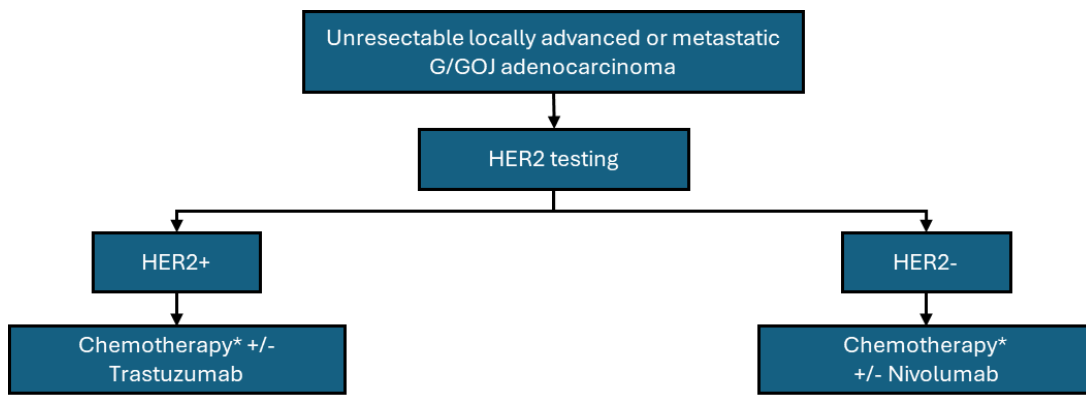 Unresectable locally advanced or metastatic
G/GOJ adenocarcinoma
HER2 testing
HER2+
HER2-
Chemotherapy* +/-
Trastuzumab
Chemotherapy*
+/- Nivolumab